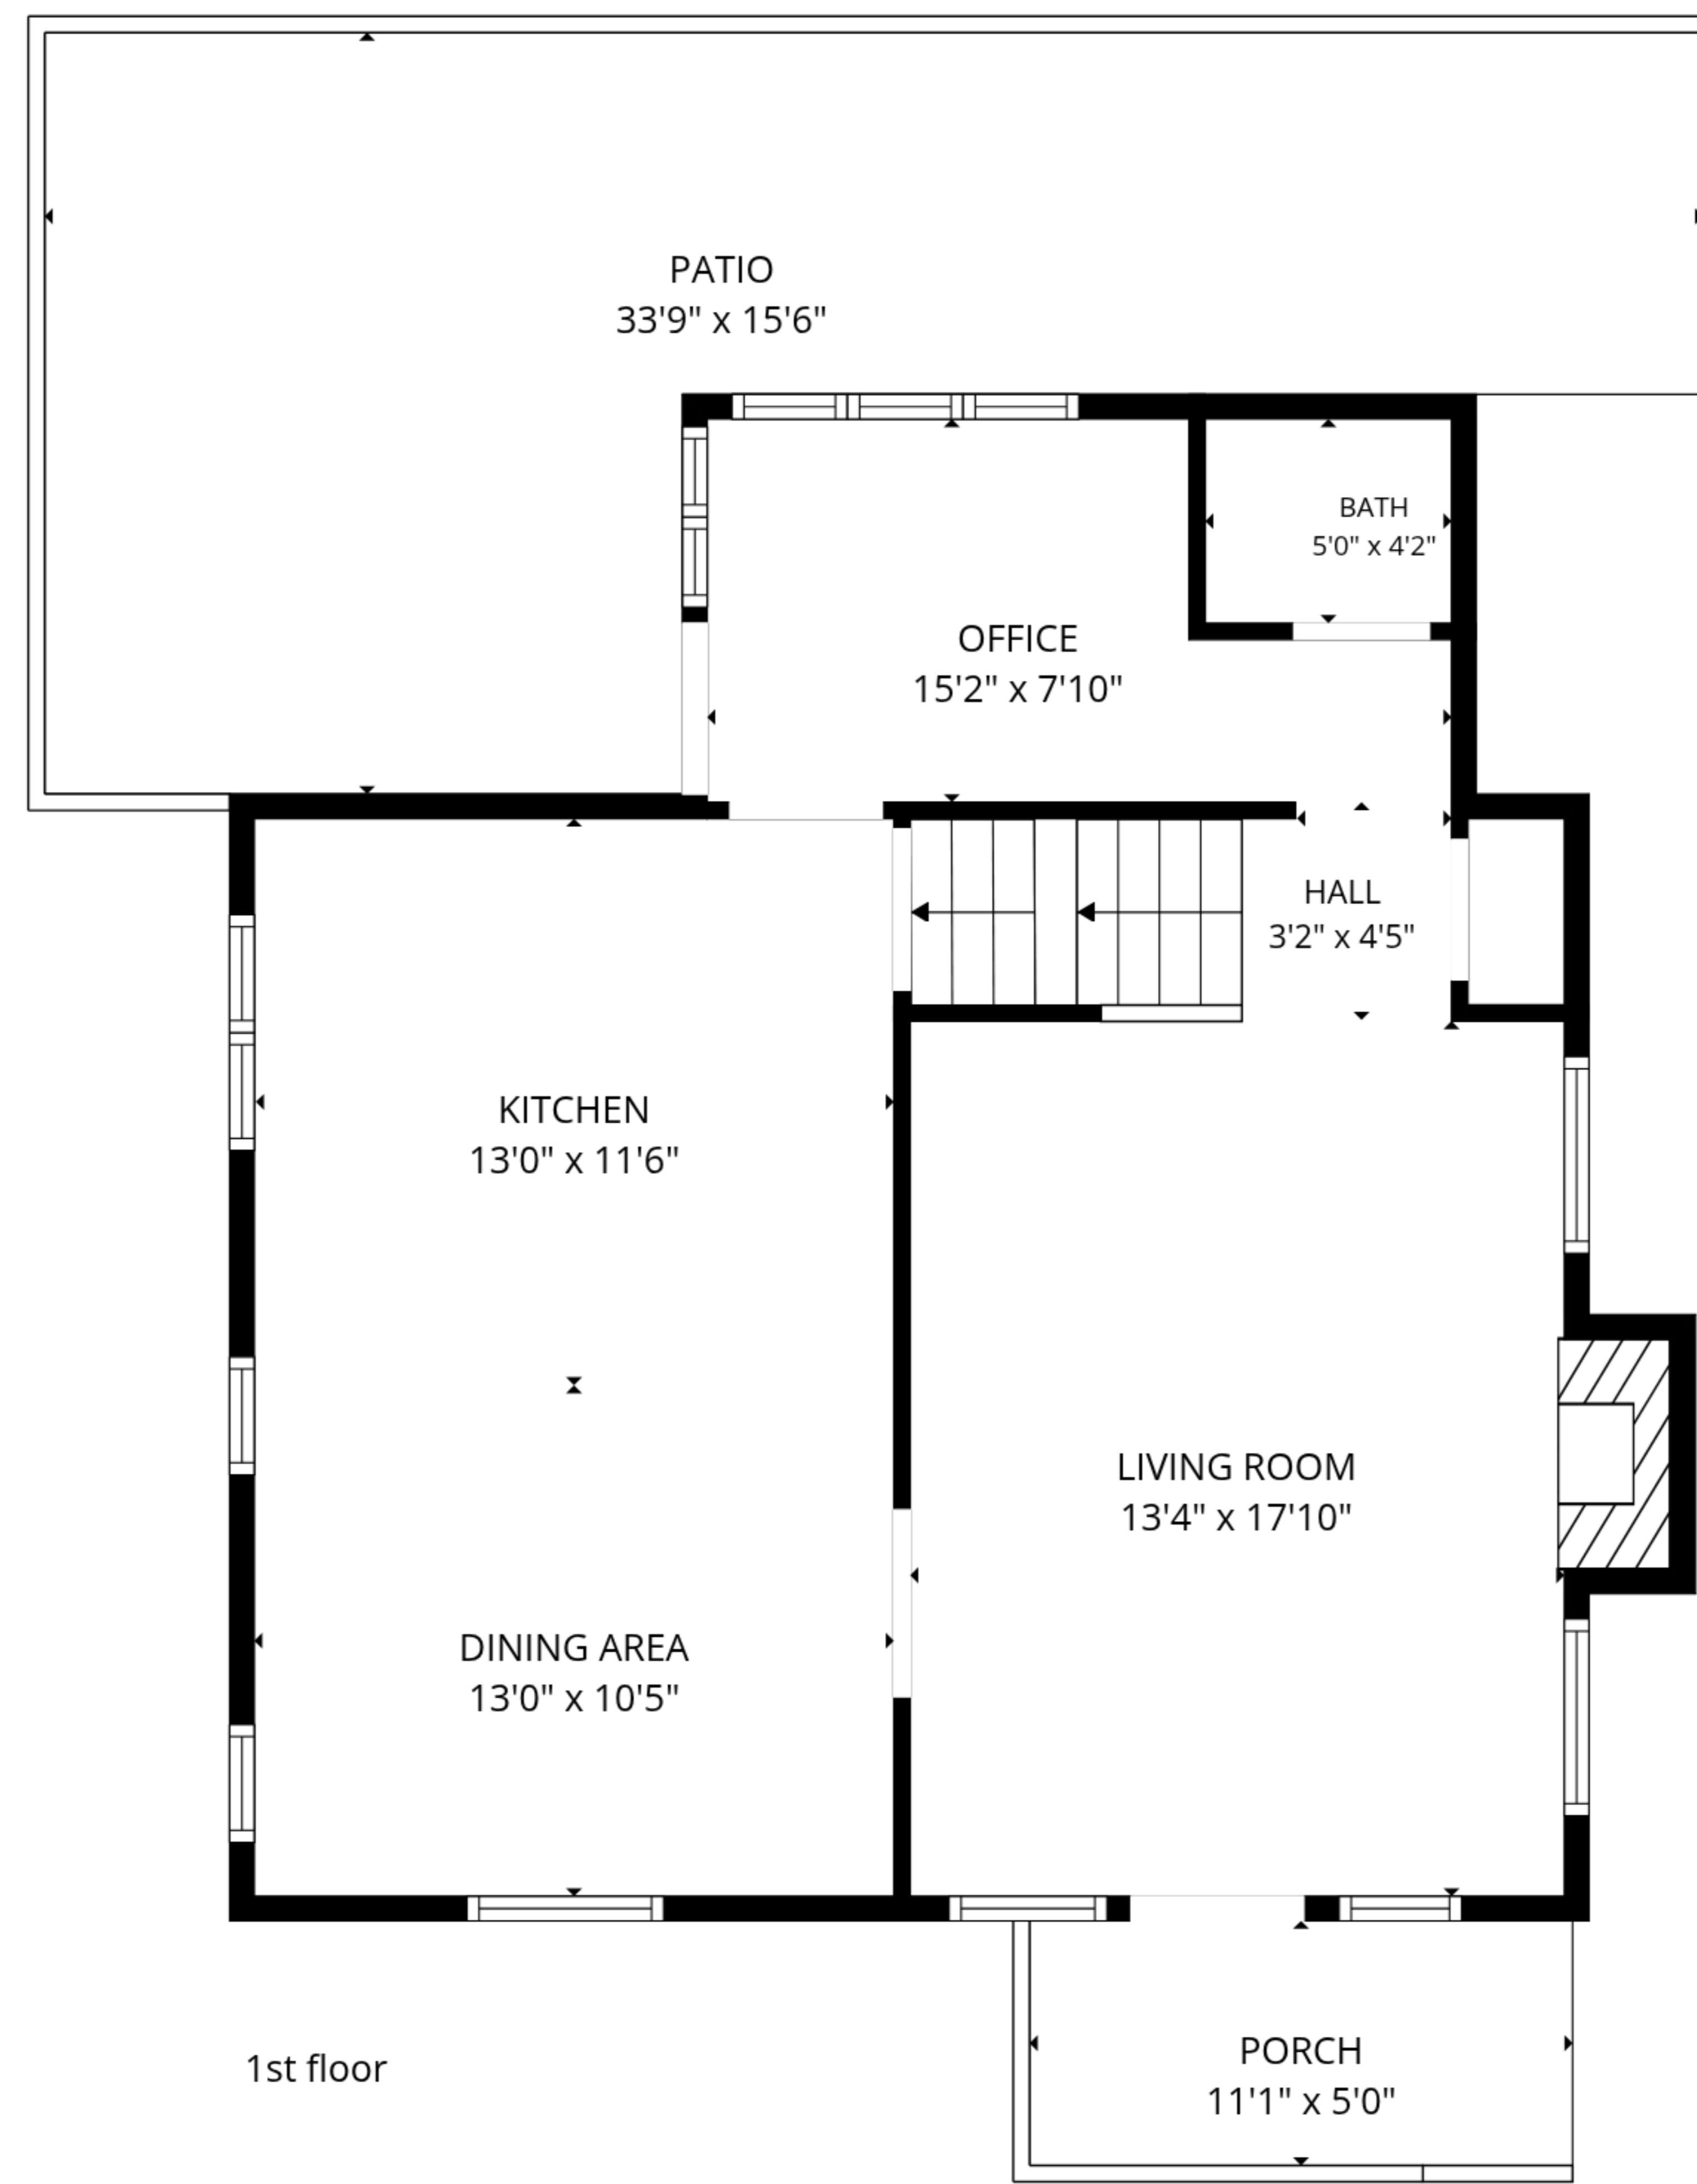 PATIO
33'9" x 15'6"
BATH
5'0" x 4'2"
OFFICE
15'2" x 7'10"
HALL
3'2" x 4'5"
KITCHEN
13'0" x 11'6"
LIVING ROOM
13'4" x 17'10"
DINING AREA
13'0" x 10'5"
PORCH
11'1" x 5'0"
1st floor